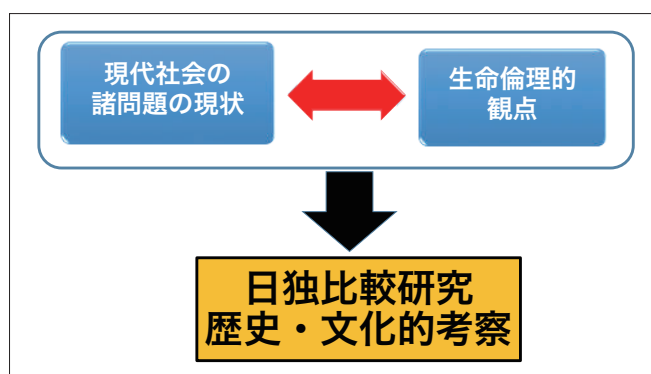 現代社会の
諸問題の現状
生命倫理的
観点
日独比較研究
歴史・文化的考察